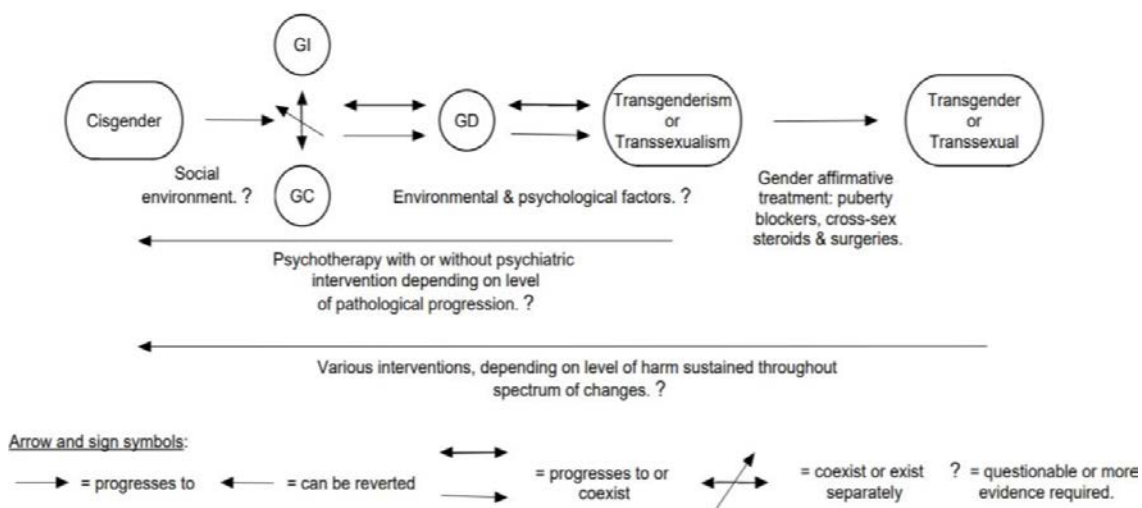 GI
Cisgender
GD
Transgenderism
or
Transsexualism
Transgender
or
Transsexual
Social
environment. ?
GC
Environmental & psychological factors. ?
Gender affirmative
treatment: puberty
blockers, cross-sex
steroids & surgeries.
Psychotherapy with or without psychiatric
intervention depending on level
of pathological progression. ?
Various interventions, depending on level of harm sustained throughout
spectrum of changes. ?
Arrow and sign symbols:
= progresses to
= can be reverted
= progresses to or
coexist
= coexist or exist
separately
? = questionable or more
evidence required.